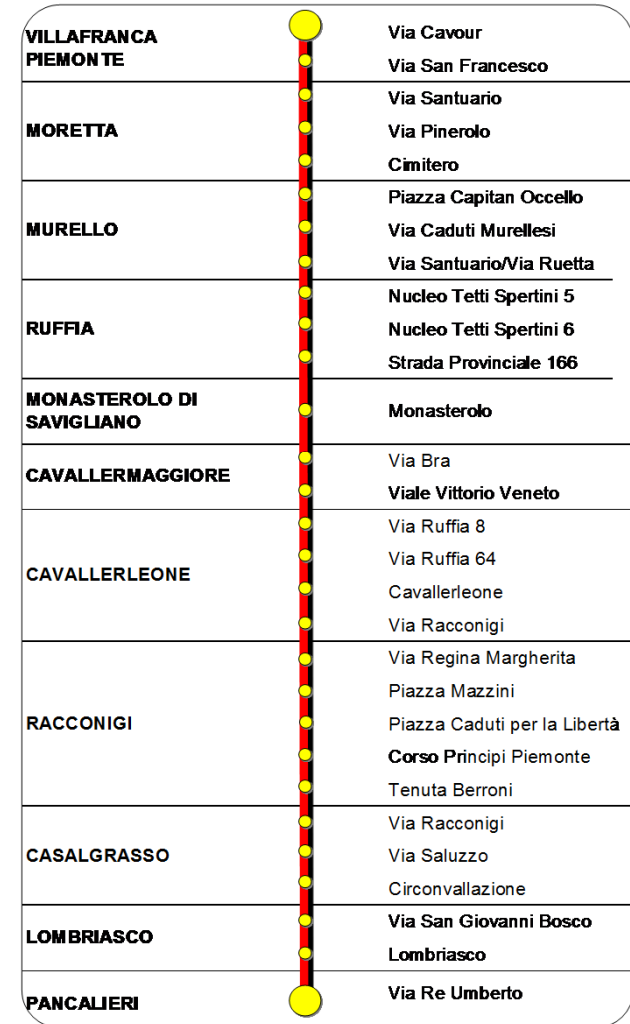 VILLAFRANCA
PIEMONTE
Via Cavour
Via San Francesco
MORETTA
Via Santuario
Via Pinerolo
Cimitero
MURELLO
Piazza Capitan Occello
Via Caduti Murellesi
Via Santuario/Via Ruetta
RUFFIA
Nucleo Tetti Spertini 5
Nucleo Tetti Spertini 6
Strada Provinciale 166
MONASTEROLO DI
SAVIGLIANO
Monasterolo
CAVALLERMAGGIORE
Via Bra
Viale Vittorio Veneto
CAVALLERLEONE
Via Ruffia 8
Via Ruffia 64
Cavallerleone
Via Racconigi
RACCONIGI
Via Regina Margherita
Piazza Mazzini
Piazza Caduti per la Libertà
Corso Principi Piemonte
Tenuta Berroni
CASALGRASSO
Via Racconigi
Via Saluzzo
Circonvallazione
LOMBRIASCO
Via San Giovanni Bosco
Lombriasco
PANCALIERI
Via Re Umberto